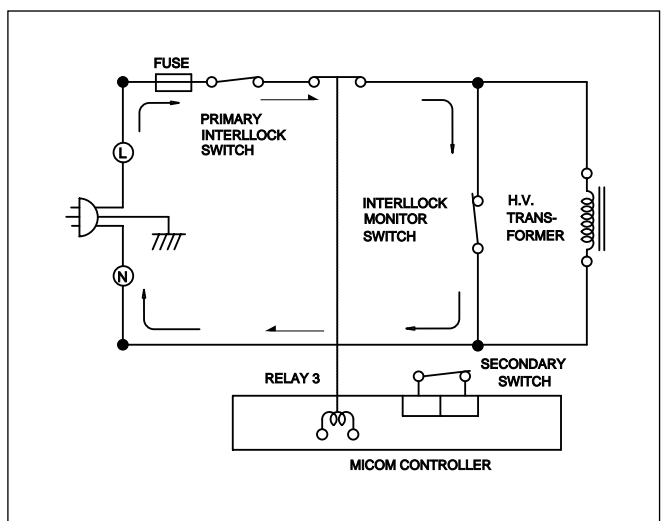 FUSE
PRIMARY
INTERLLOCK
SWITCH
L
INTERLLOCK
MONITOR
SWITCH
H.V.
TRANS-
FORMER
N
RELAY 3
SECONDARY
SWITCH
MICOM CONTROLLER